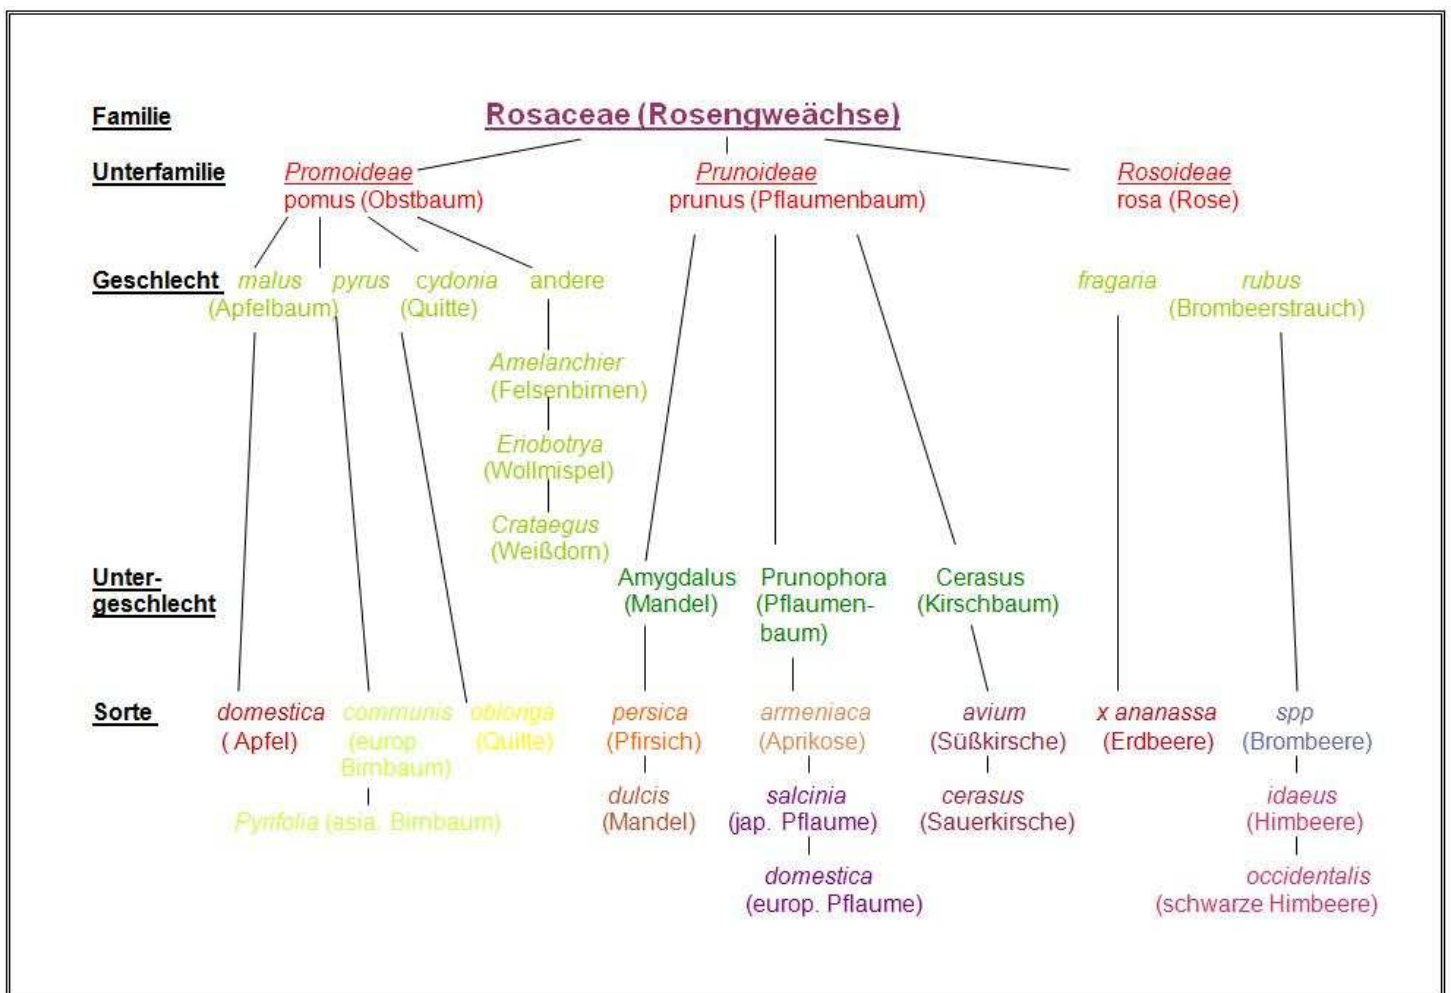 Familie Rosaceae (Rosengweächse)
Unterfamilie Promoideae Prunoideae Rosoideae
pomus (Obstbaum) prunus (Pflaumenbaum) rosa (Rose)
Geschlecht malus pyrus cydonia andere fragaria rubus
(Apfelbaum) (Quitte) (Brombeerstrauch)
Amelanchier
(Felsenbirnen)
Eriobotrya
(Wollmispel)
Crataegus
(Weißdorn)
Unter- Amygdalus Prunophora Cerasus
geschlecht (Mandel) (Pflaumen- (Kirschbaum)
baum)
Sorte domestica communis oblonga persica armeniaca avium x ananassa spp
( Apfel) (europ. (Quitte) (Pfirsich) (Aprikose) (Süßkirsche) (Erdbeere) (Brombeere)
Birnbaum)
dulcis salcinia cerasus idaeus
Pyrifolia (asia. Birnbaum) (Mandel) (jap. Pflaume) (Sauerkirsche) (Himbeere)
domestica occidentalis
(europ. Pflaume) (schwarze Himbeere)